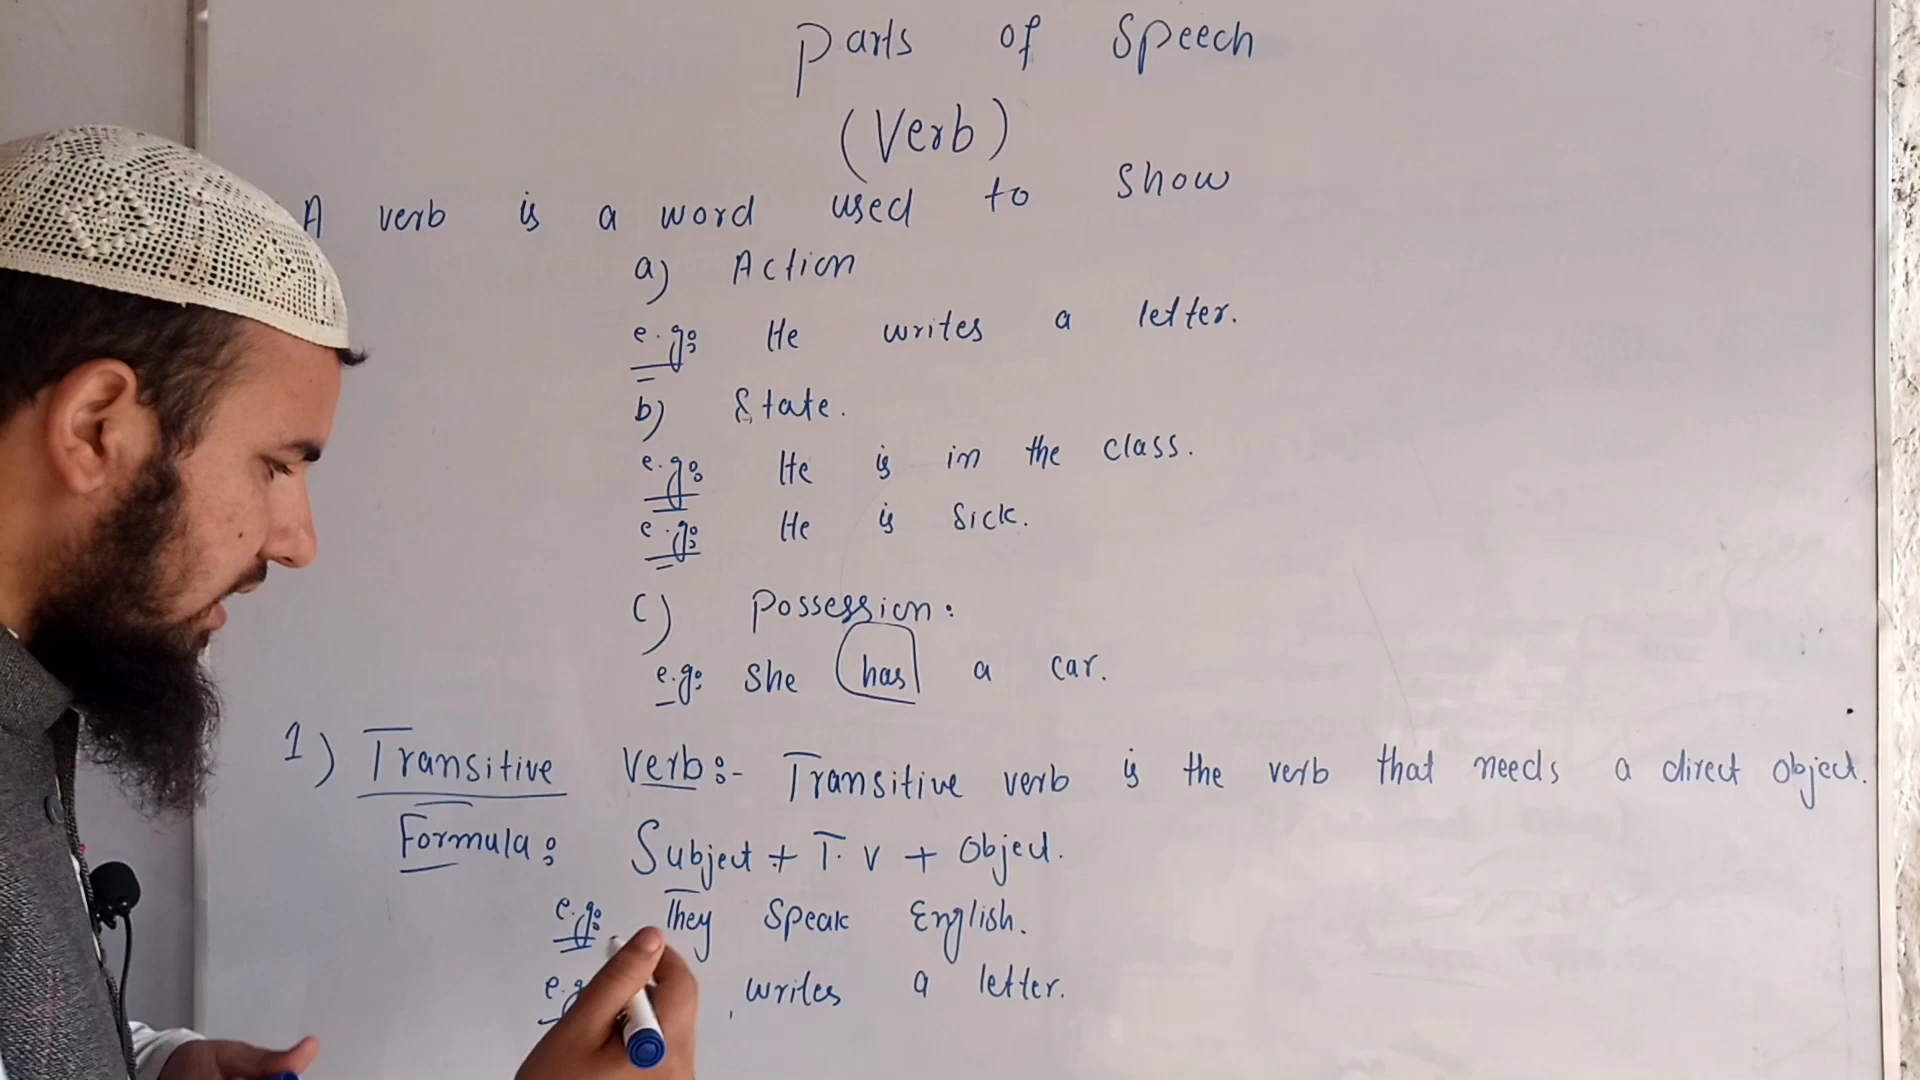 Parts of Speech
(Verb)
A verb is a word used to show
a) Action
e.g: He writes a letter.
b) State.
e.g: He is in the class.
e.g: He is sick.
c) Possession:
e.g: She has a car.
1) Transitive Verb:- Transitive verb is the verb that needs a direct object.
Formula: Subject + T.V + Object.
e.g: They speak English.
e.g writes a letter.